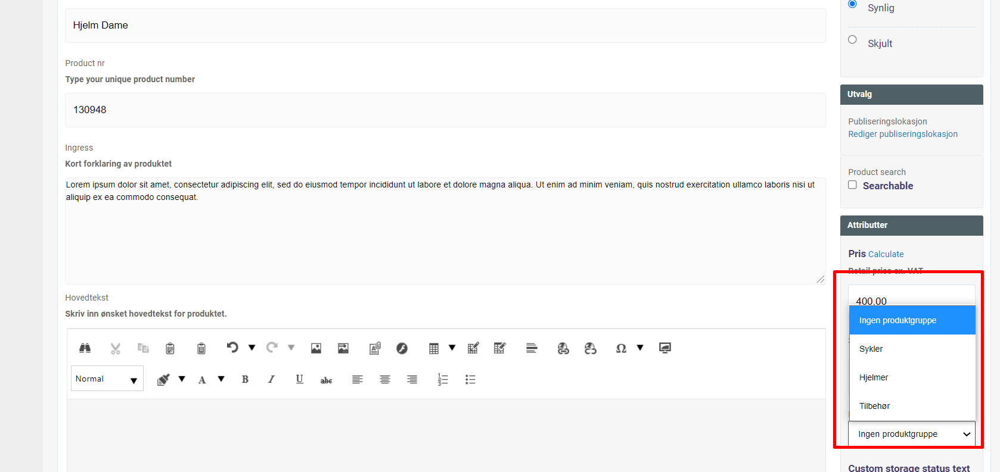 Hjelm Dame
Product nr
Type your unique product number
130948
Ingress
Kort forklaring av produktet
Lorem ipsum dolor sit amet, consectetur adipiscing elit, sed do eiusmod tempor incididunt ut labore et dolore magna aliqua. Ut enim ad minim veniam, quis nostrud exercitation ullamco laboris nisi ut
aliquip ex ea commodo consequat.
Hovedtekst
Skriv inn ønsket hovedtekst for produktet.
Normal
A
B
I
U
abc
Synlig
Skjult
Utvalg
Publiseringslokasjon
Rediger publiseringslokasjon
Product search
Searchable
Attributter
Pris Calculate
Retail price ex. VAT
400,00
Ingen produktgruppe
Sykler
Hjelmer
Tilbehør
Ingen produktgruppe
Custom storage status text